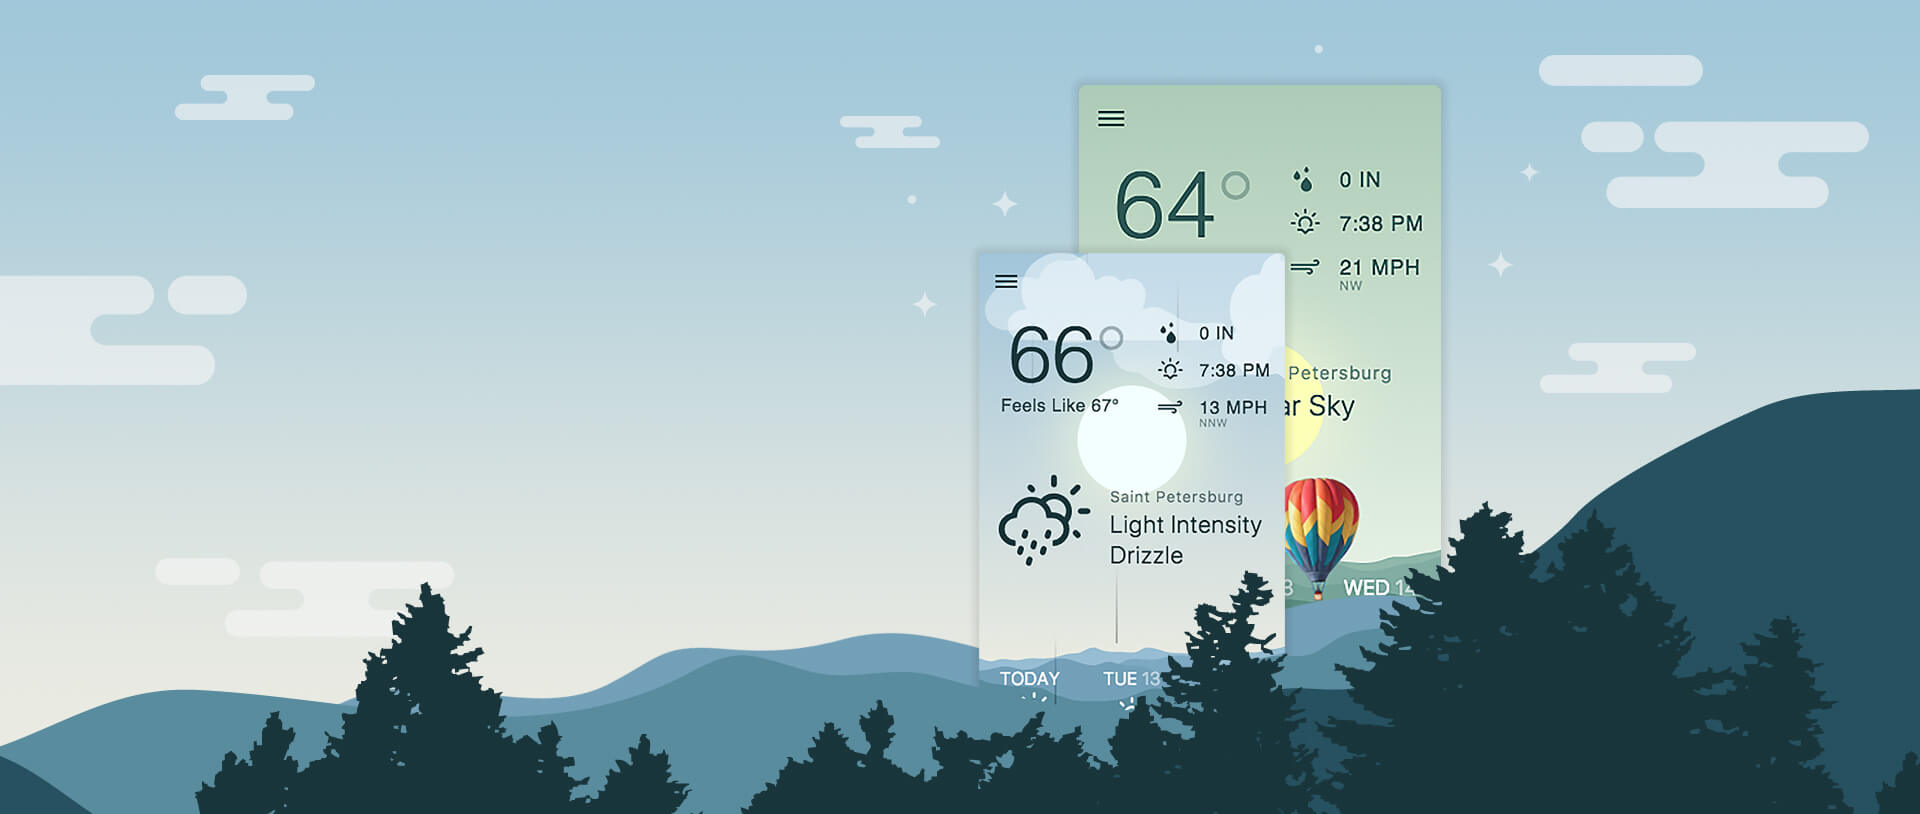 64°
0 IN
7:38 PM
21 MPH
NW
Petersburg
Sky
WED
66°
Feels Like 67°
0 IN
7:38 PM
13 MPH
NNW
Saint Petersburg
Light Intensity
Drizzle
TODAY
TUE 13